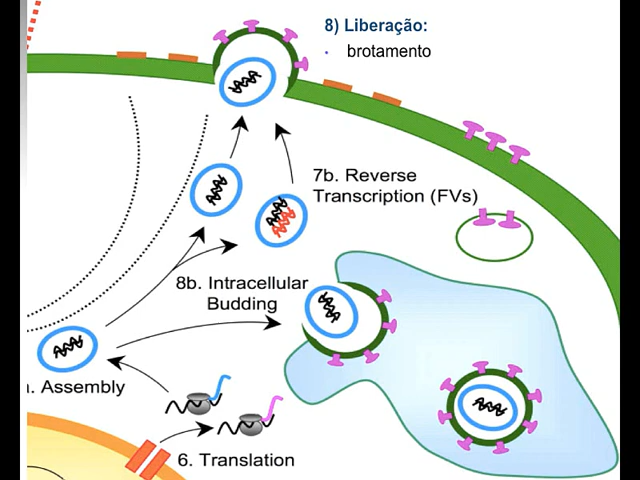 8) Liberação:
• brotamento
7b. Reverse
Transcription (FVs)
8b. Intracellular
Budding
. Assembly
6. Translation